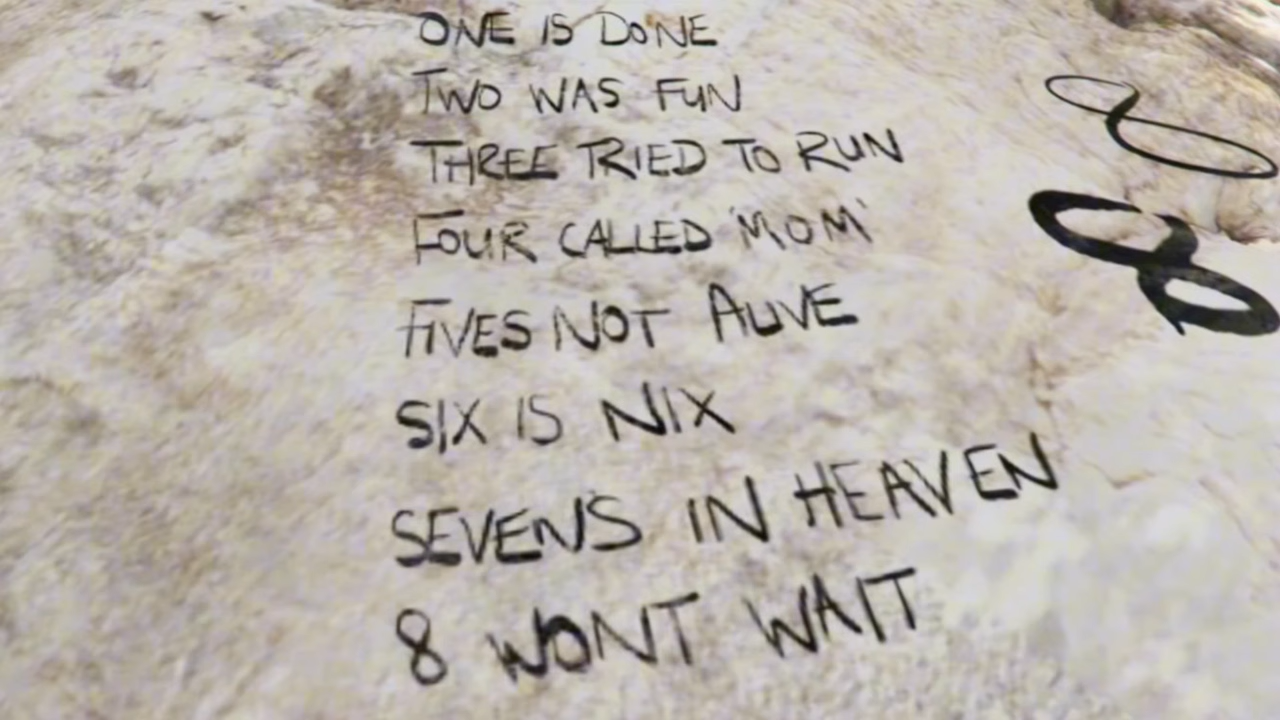 ONE IS DONE
TWO WAS FUN
THREE TRIED TO RUN
FOUR CALLED 'MOM'
FIVES NOT ALIVE
SIX IS NIX
SEVENS IN HEAVEN
8 WONT WAIT
8
8